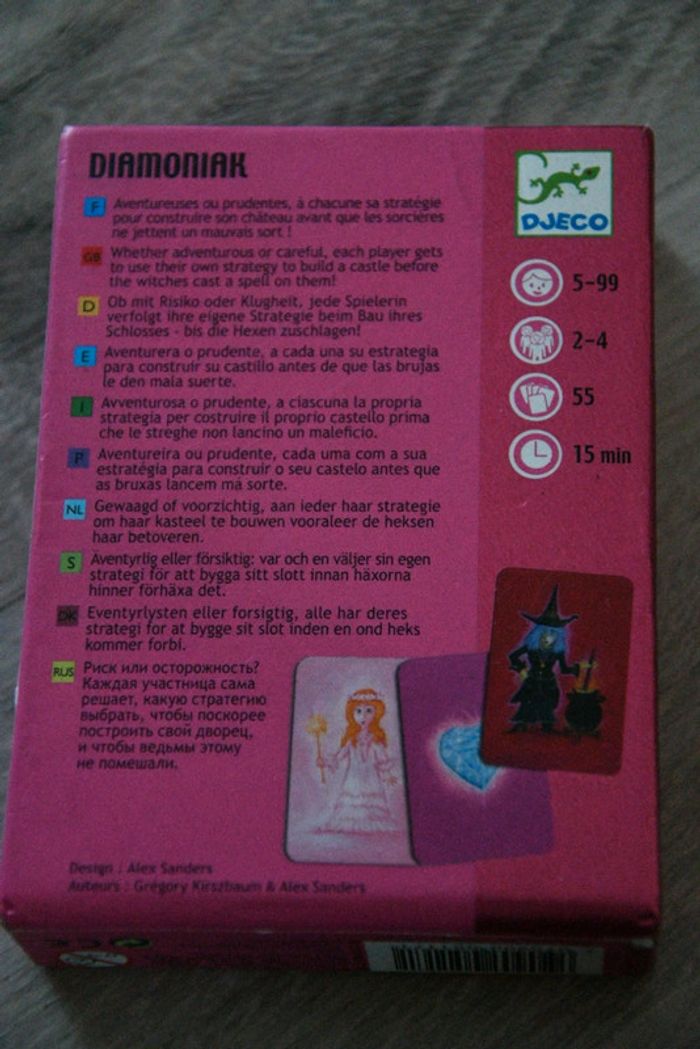 DIAMONIAK
F
Aventureuses ou prudentes, à chacune sa stratégie
pour construire son château avant que les sorcières
ne jettent un mauvais sort !
GB
Whether adventurous or careful, each player gets
to use their own strategy to build a castle before
the witches cast a spell on them!
D
Ob mit Risiko oder Klugheit, jede Spielerin
verfolgt ihre eigene Strategie beim Bau ihres
Schlosses - bis die Hexen zuschlagen!
E
Aventurera o prudente, a cada una su estrategia
para construir su castillo antes de que las brujas
le den mala suerte.
I
Avventurosa o prudente, a ciascuna la propria
strategia per costruire il proprio castello prima
che le streghe non lancino un maleficio.
P
Aventureira ou prudente, cada uma com a sua
estratégia para construir o seu castelo antes que
as bruxas lancem má sorte.
NL
Gewaagd of voorzichtig, aan ieder haar strategie
om haar kasteel te bouwen vooraleer de heksen
haar betoveren.
S
Äventyrlig eller försiktig: var och en väljer sin egen
strategi för att bygga sitt slott innan häxorna
hinner förhäxa det.
DK
Eventyrlysten eller forsigtig, alle har deres
strategi for at bygge sit slot inden en ond heks
kommer forbi.
RUS
Риск или осторожность?
Каждая участница сама
решает, какую стратегию
выбрать, чтобы поскорее
построить свой дворец,
и чтобы ведьмы этому
не помешали.
Design : Alex Sanders
Auteurs : Grégory Kirszbaum & Alex Sanders
DJECO
5-99
2-4
55
15 min